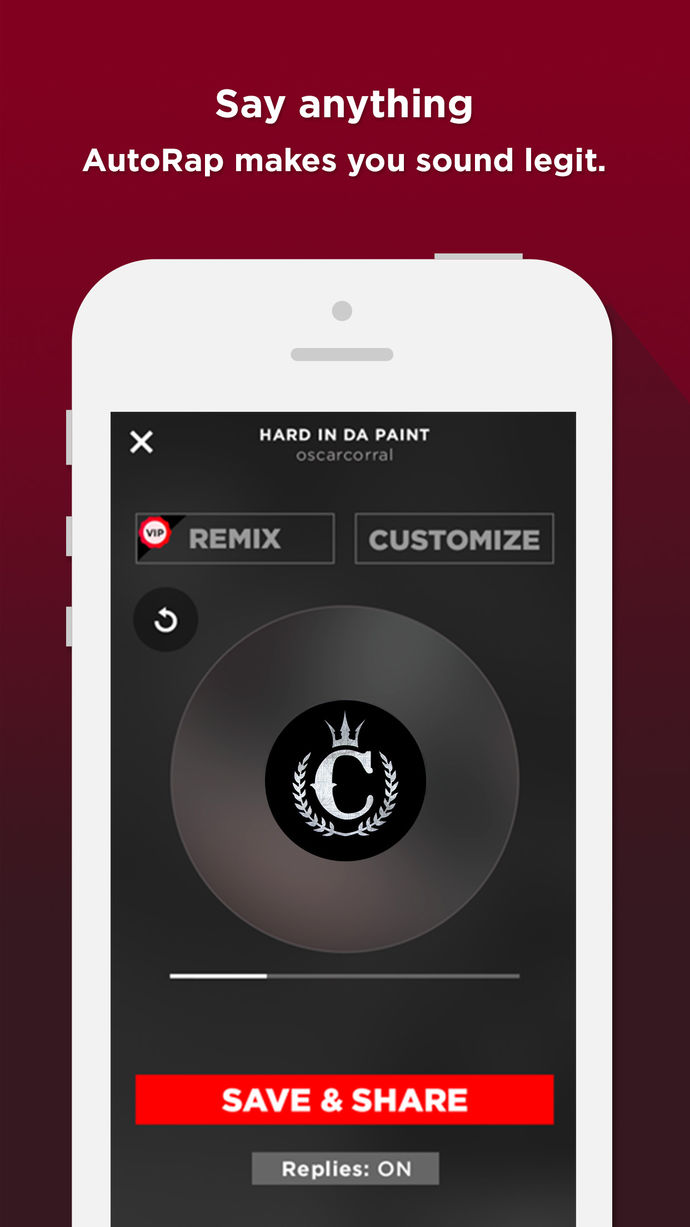 Say anything
AutoRap makes you sound legit.
HARD IN DA PAINT
oscarcorral
VIP
REMIX
CUSTOMIZE
C
SAVE & SHARE
Replies: ON